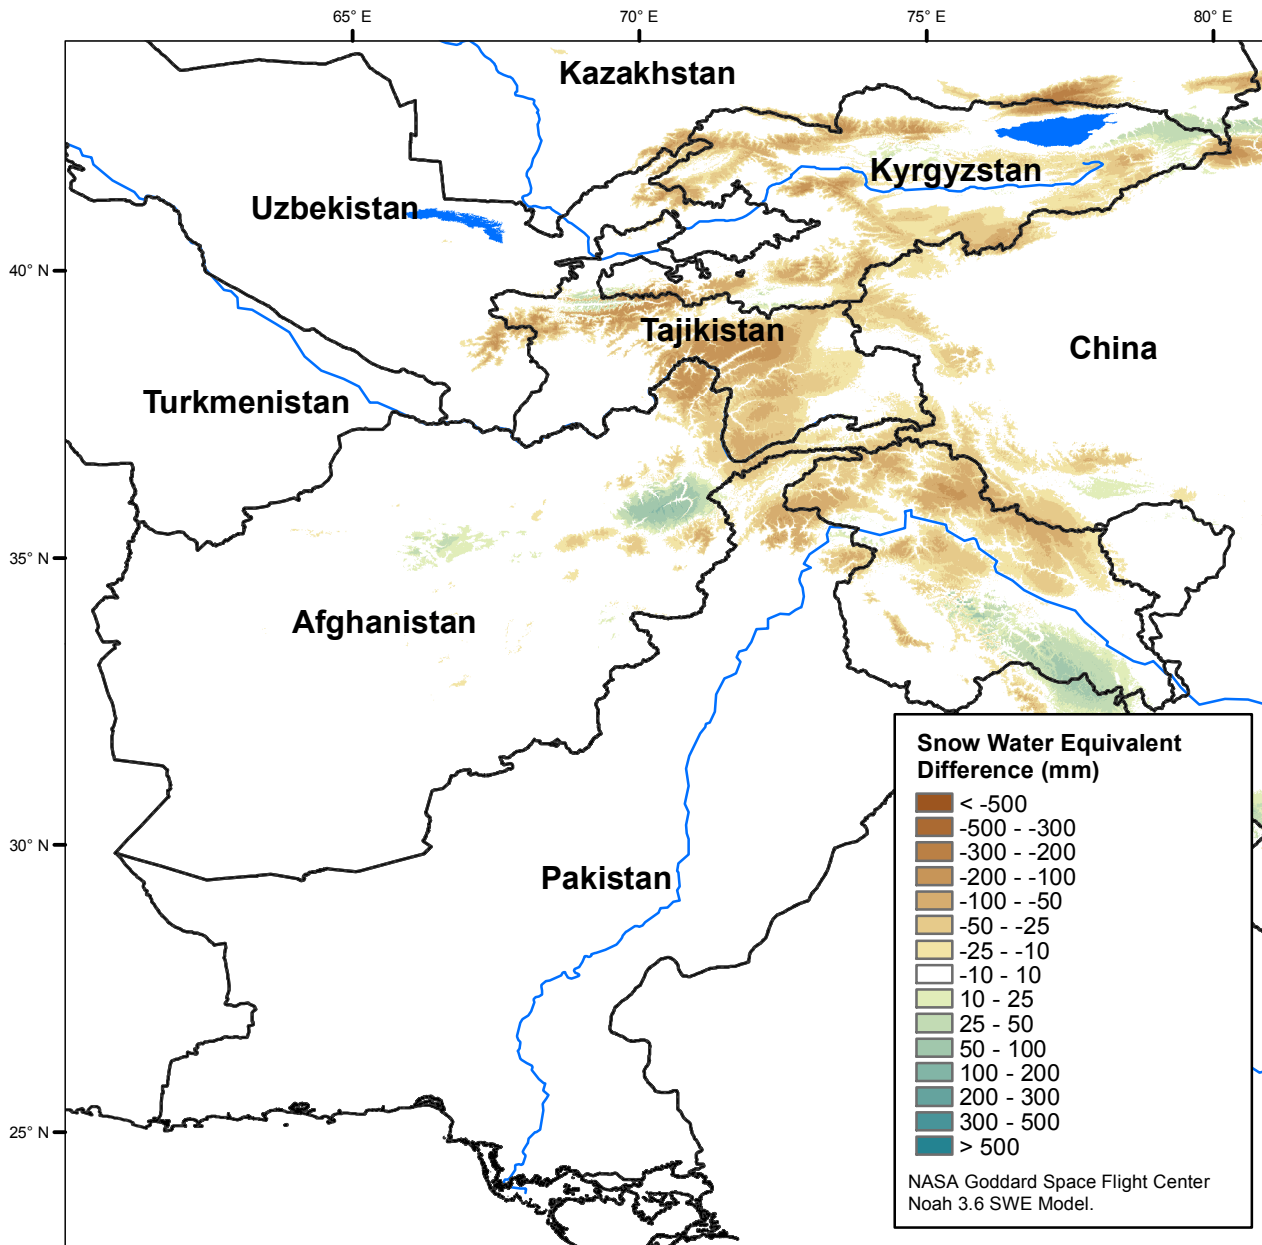 65° E
70° E
75° E
80° E
Kazakhstan
Kyrgyzstan
Uzbekistan
40° N
Tajikistan
China
Turkmenistan
35° N
Afghanistan
Snow Water Equivalent
Difference (mm)
< -500
-500 - -300
-300 - -200
-200 - -100
-100 - -50
-50 - -25
-25 - -10
-10 - 10
10 - 25
25 - 50
50 - 100
100 - 200
200 - 300
300 - 500
> 500
NASA Goddard Space Flight Center
Noah 3.6 SWE Model.
30° N
Pakistan
25° N